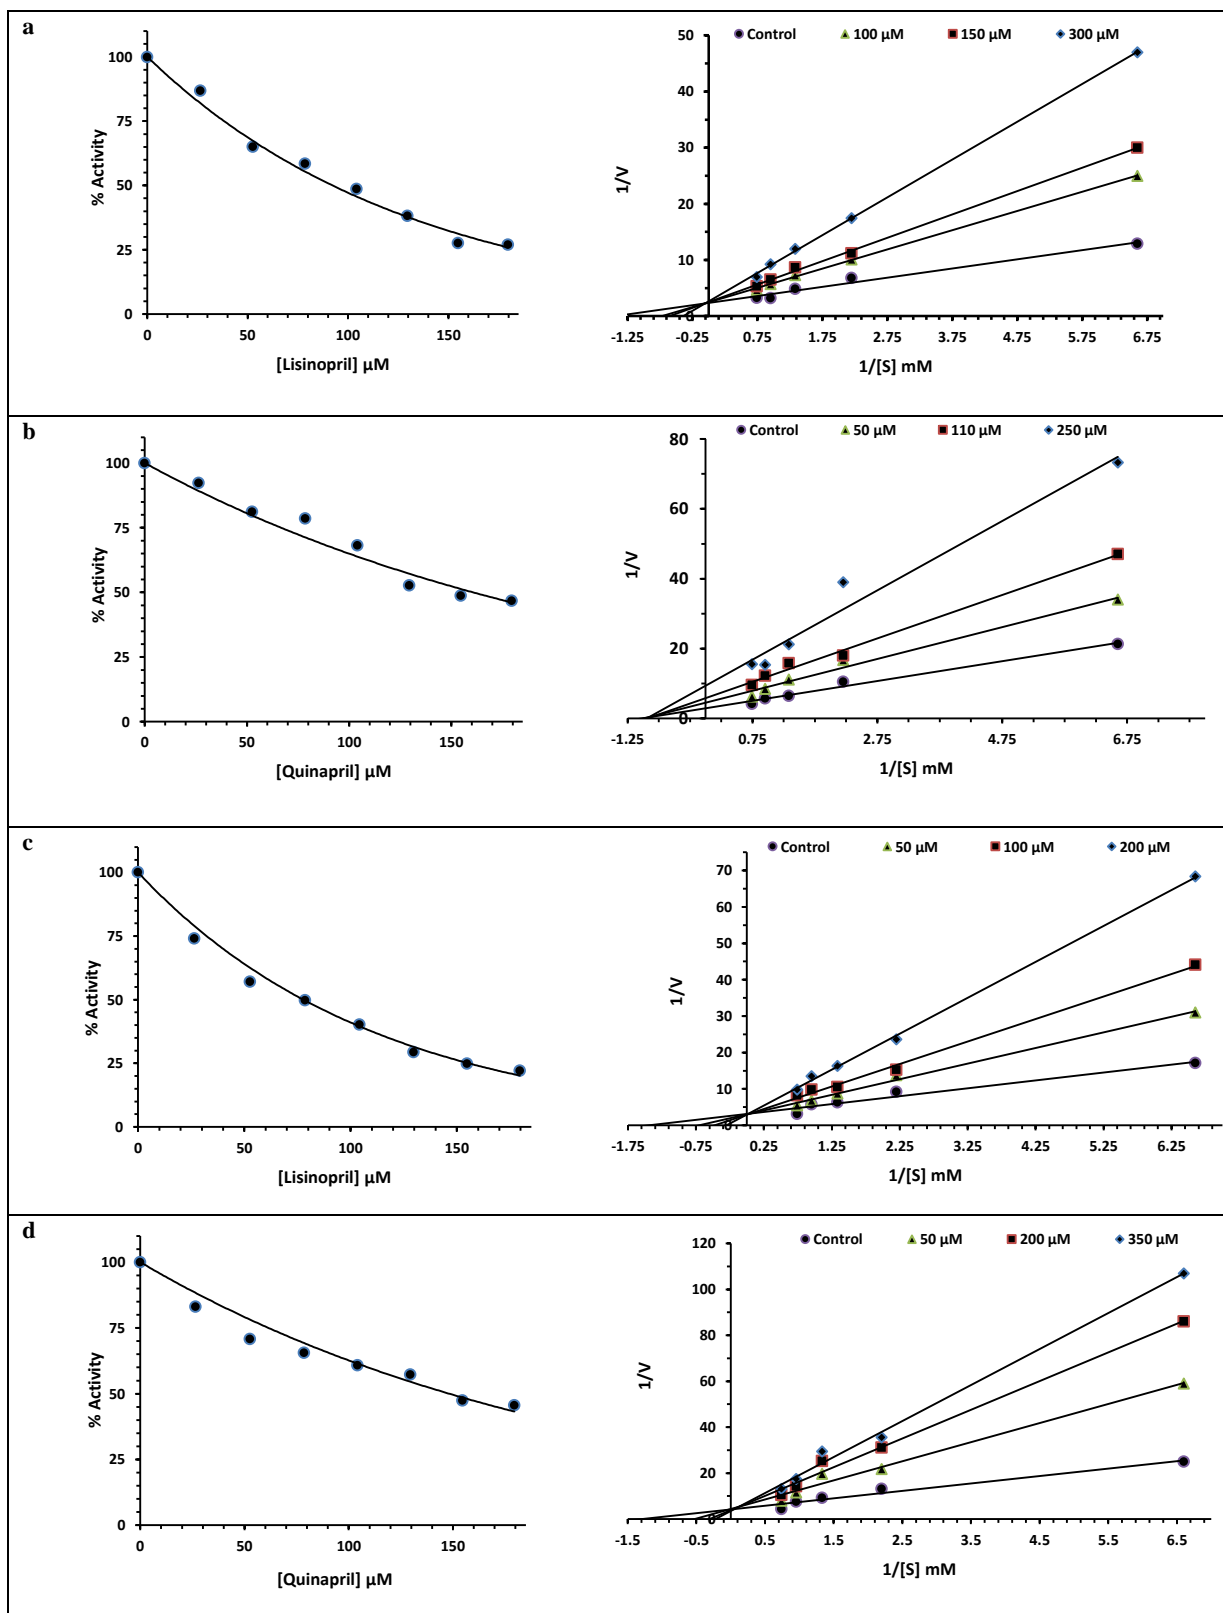 a
% Activity
100
75
50
25
0
0 50 100 150
[Lisinopril] µM
Control 100 µM 150 µM 300 µM
1/V
50
40
30
20
10
0
-1.25 -0.25 0.75 1.75 2.75 3.75 4.75 5.75 6.75
1/[S] mM
b
% Activity
100
75
50
25
0
0 50 100 150
[Quinapril] µM
Control 50 µM 110 µM 250 µM
1/V
80
60
40
20
0
-1.25 0.75 2.75 4.75 6.75
1/[S] mM
c
% Activity
100
75
50
25
0
0 50 100 150
[Lisinopril] µM
Control 50 µM 100 µM 200 µM
1/V
70
60
50
40
30
20
10
0
-1.75 -0.75 0.25 1.25 2.25 3.25 4.25 5.25 6.25
1/[S] mM
d
% Activity
100
75
50
25
0
0 50 100 150
[Quinapril] µM
Control 50 µM 200 µM 350 µM
1/V
120
100
80
60
40
20
0
-1.5 -0.5 0.5 1.5 2.5 3.5 4.5 5.5 6.5
1/[S] mM